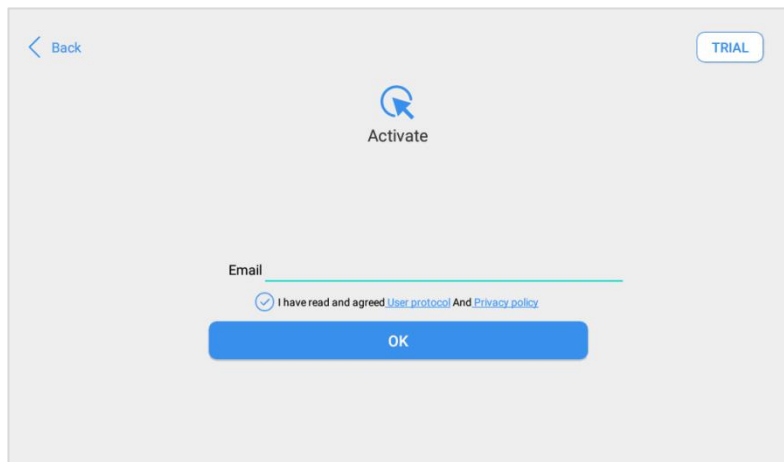 Back
TRIAL
Activate
Email
I have read and agreed User protocol And Privacy policy
OK